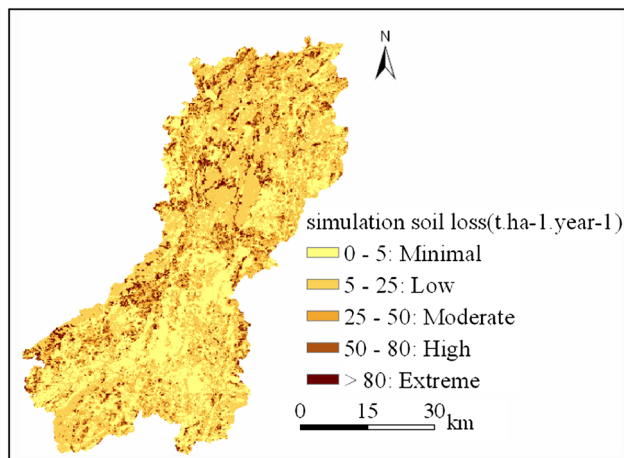 N
simulation soil loss(t.ha-1.year-1)
0 - 5: Minimal
5 - 25: Low
25 - 50: Moderate
50 - 80: High
> 80: Extreme
0 15 30
km